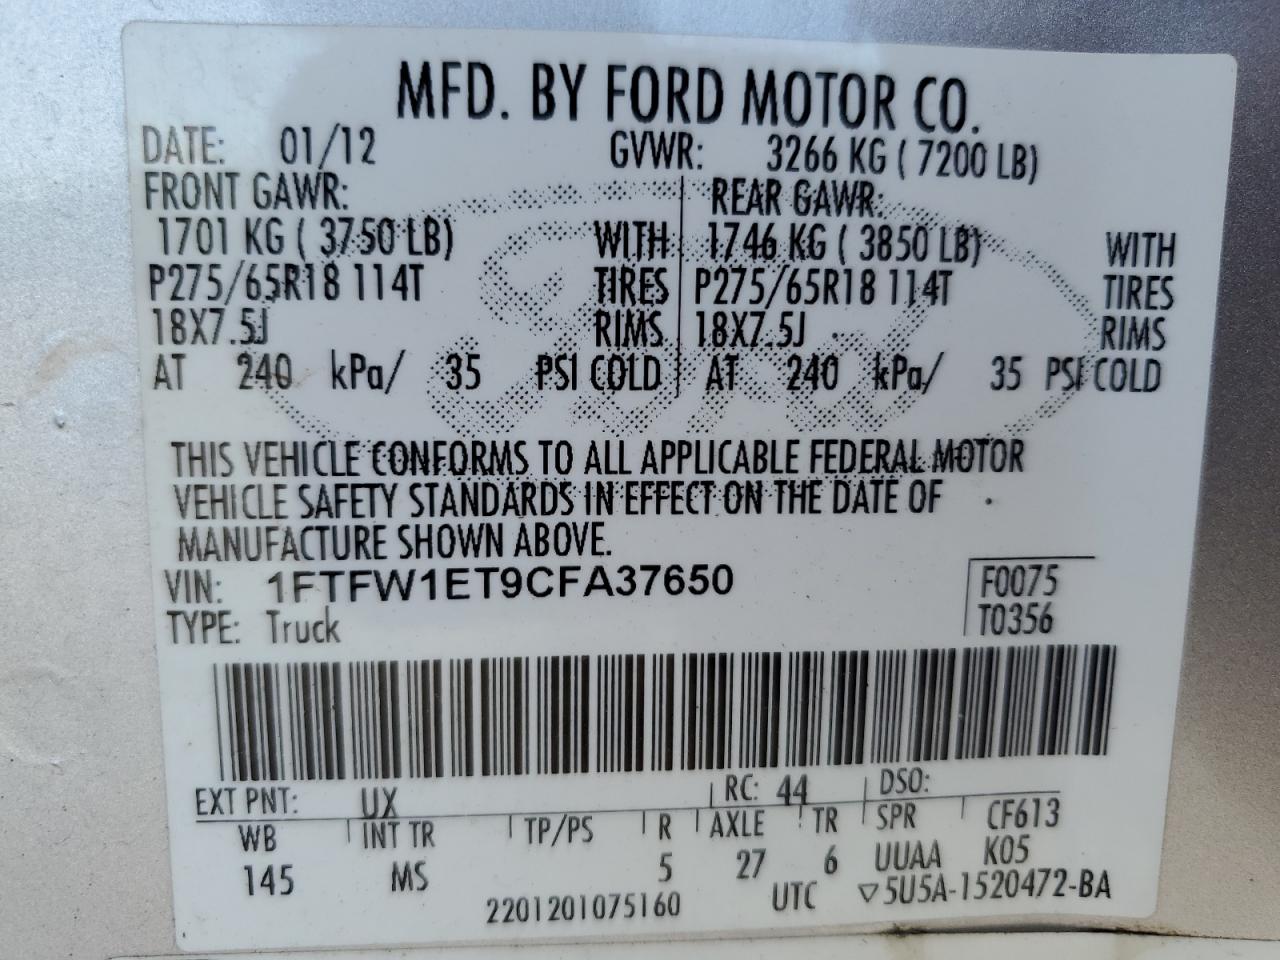 MFD. BY FORD MOTOR CO.
DATE: 01/12 GVWR: 3266 KG ( 7200 LB)
FRONT GAWR: REAR GAWR:
1701 KG ( 3750 LB) WITH 1746 KG ( 3850 LB) WITH
P275/65R18 114T TIRES P275/65R18 114T TIRES
18X7.5J RIMS 18X7.5J RIMS
AT 240 kPa/ 35 PSI COLD AT 240 kPa/ 35 PSI COLD
THIS VEHICLE CONFORMS TO ALL APPLICABLE FEDERAL MOTOR
VEHICLE SAFETY STANDARDS IN EFFECT ON THE DATE OF
MANUFACTURE SHOWN ABOVE.
VIN: 1FTFW1ET9CFA37650 F0075
TYPE: Truck T0356
EXT PNT: UX RC: 44 DSO:
WB INT TR TP/PS R AXLE TR SPR CF613
145 MS 5 27 6 UUAA K05
2201201075160 UTC ▽5U5A-1520472-BA
Ford